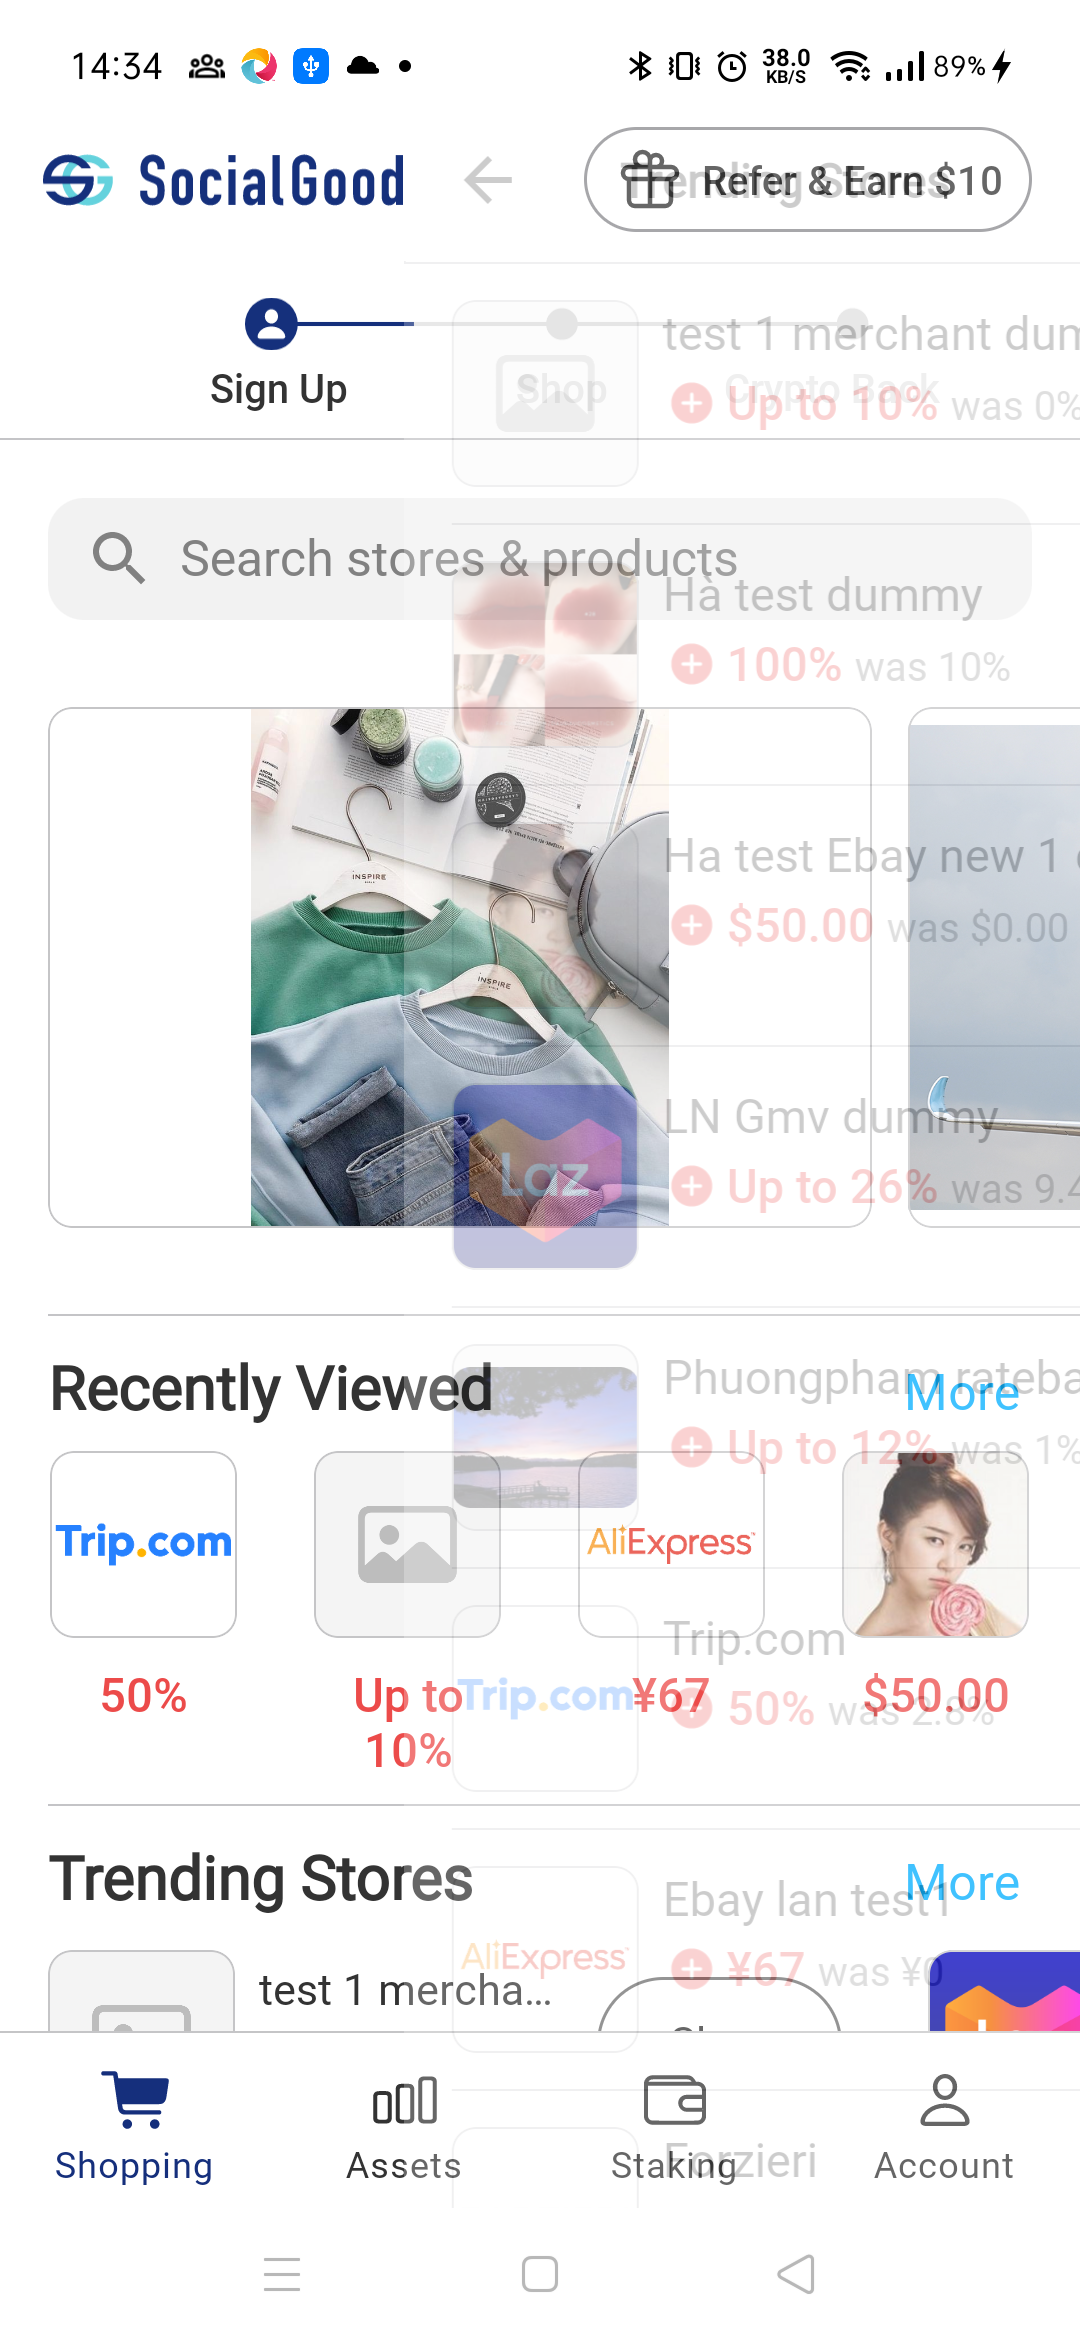 14:34
38.0
KB/S
89%
SocialGood
Refer & Earn $10
Trending Stores
Sign Up
Shop
Crypto Back
test 1 merchant dum
Up to 10% was 0%
Search stores & products
Hà test dummy
100% was 10%
INSPIRE
INSPIRE
Ha test Ebay new 1
$50.00 was $0.00
LN Gmv dummy
Laz
Up to 26% was 9.4
Recently Viewed
More
Phuongpham rateba
Up to 12% was 1%
Trip.com
AliExpress
Trip.com
50% was 2.8%
Trip.com
50%
Up to
10%
¥67
$50.00
Trending Stores
More
Ebay lan test1
¥67 was ¥0
AliExpress
test 1 mercha...
Forzieri
Shopping
Assets
Staking
Account